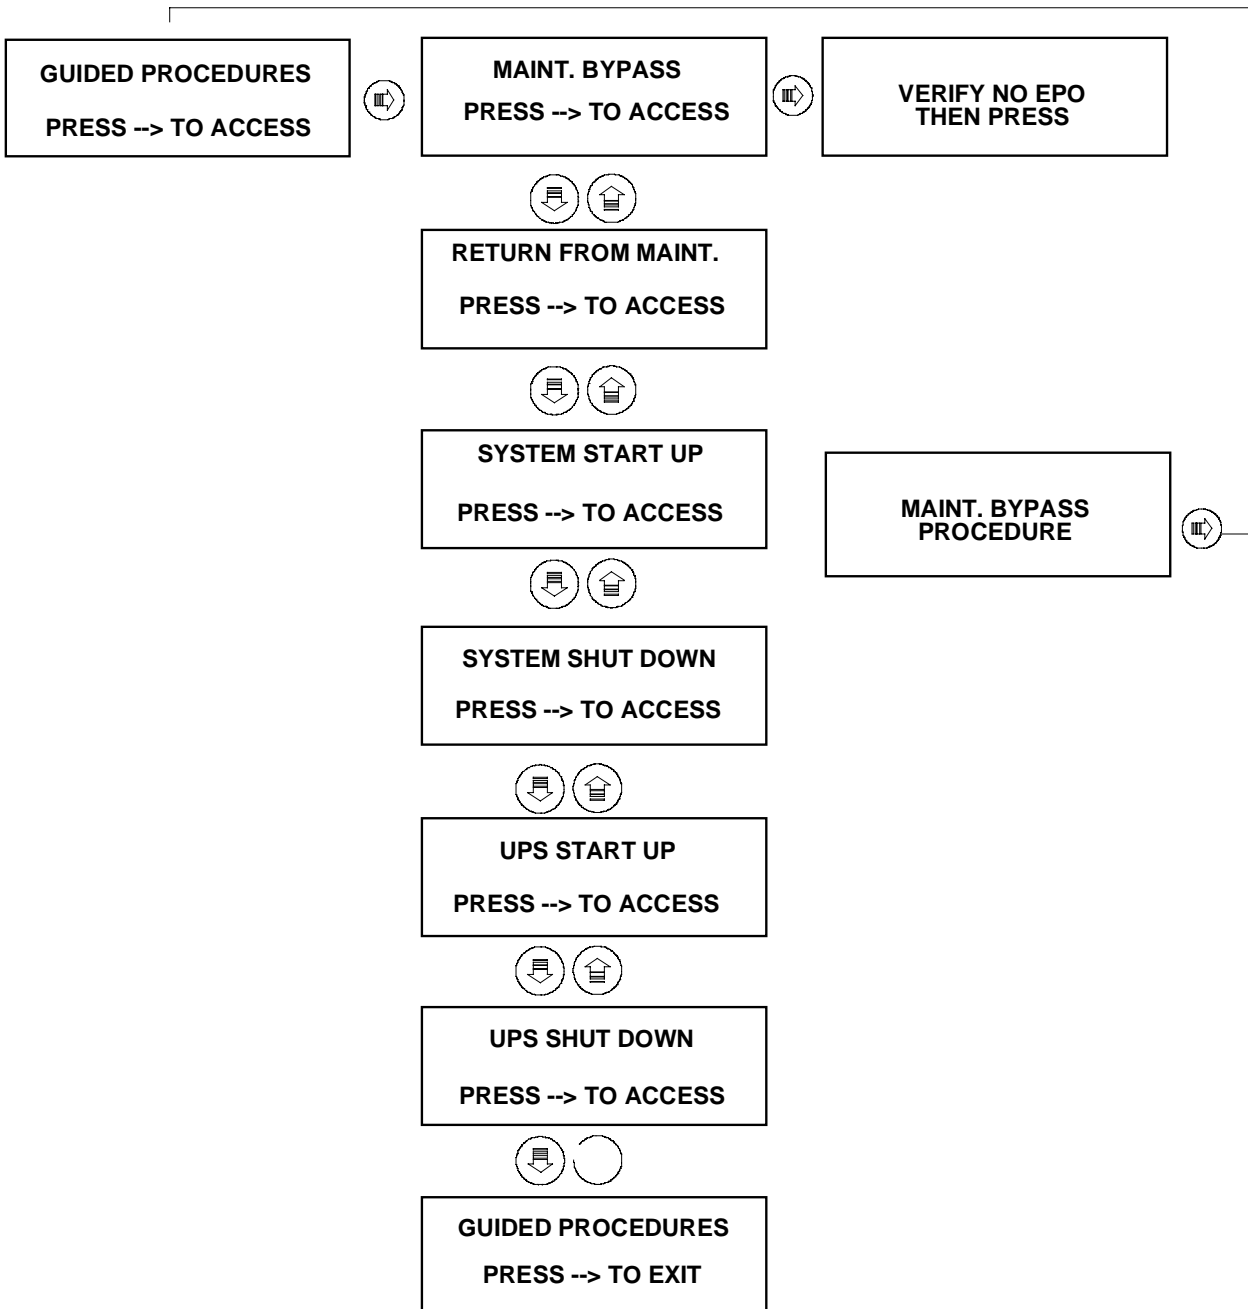 GUIDED PROCEDURES
PRESS --> TO ACCESS
MAINT. BYPASS
PRESS --> TO ACCESS
VERIFY NO EPO
THEN PRESS
RETURN FROM MAINT.
PRESS --> TO ACCESS
SYSTEM START UP
PRESS --> TO ACCESS
MAINT. BYPASS
PROCEDURE
SYSTEM SHUT DOWN
PRESS --> TO ACCESS
UPS START UP
PRESS --> TO ACCESS
UPS SHUT DOWN
PRESS --> TO ACCESS
GUIDED PROCEDURES
PRESS --> TO EXIT